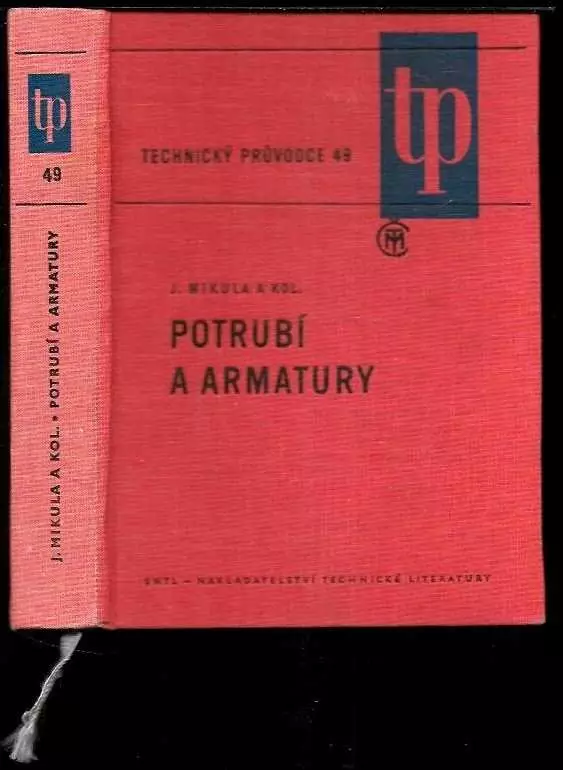 tp
49
J. MIKULA A KOL. • POTRUBÍ A ARMATURY
tp
TECHNICKÝ PRŮVODCE 49
J. MIKULA A KOL.
POTRUBÍ
A ARMATURY
SNTL – NAKLADATELSTVÍ TECHNICKÉ LITERATURY